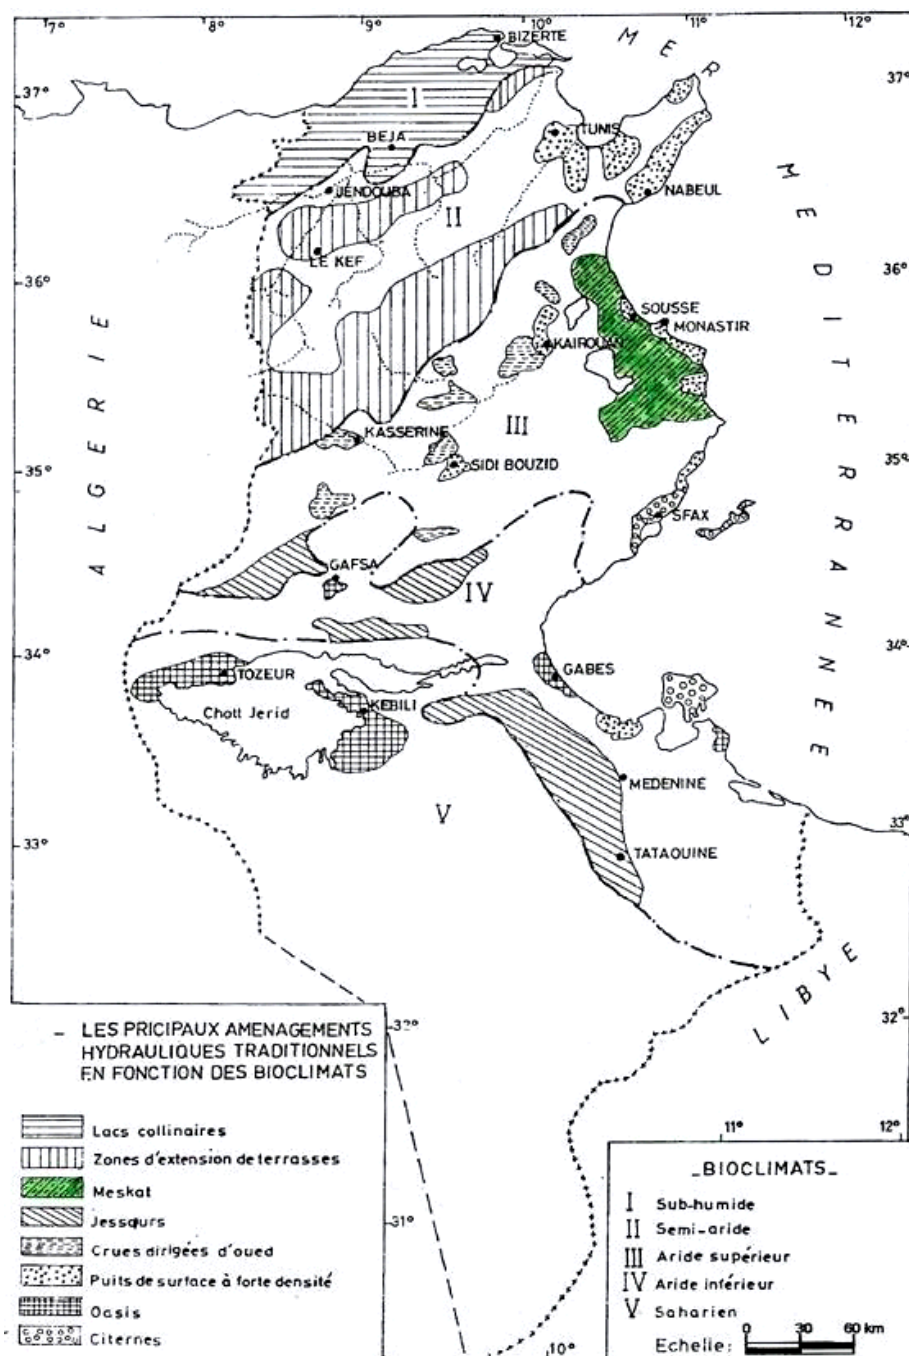 7° 8° 9° 10° 11° 12°
BIZERTE
MER
37° 37°
I
BEJA
TUNIS
JENDOUBA
NABEUL
II
LE KEF
MEDITERRANNEE
36° 36°
SOUSSE
MONASTIR
KAIROUAN
ALGERIE
KASSERINE
III
SIDI BOUZID
35° 35°
SFAX
GAFSA
IV
34° 34°
TOZEUR
GABES
Chott Jerid
KEBILI
MEDENINE
V
33° 33°
TATAOUINE
LIBYE
32° 32°
– LES PRICIPAUX AMENAGEMENTS
HYDRAULIQUES TRADITIONNELS
EN FONCTION DES BIOCLIMATS
Lacs collinaires
Zones d'extension de terrasses
Meskat
Jessours
Crues dirigées d'oued
Puits de surface à forte densité
Oasis
Citernes
31°
10°
11° 12°
_BIOCLIMATS_
I Sub-humide
II Semi-aride
III Aride supérieur
IV Aride inférieur
V Saharien
Echelle: 0 30 60 km